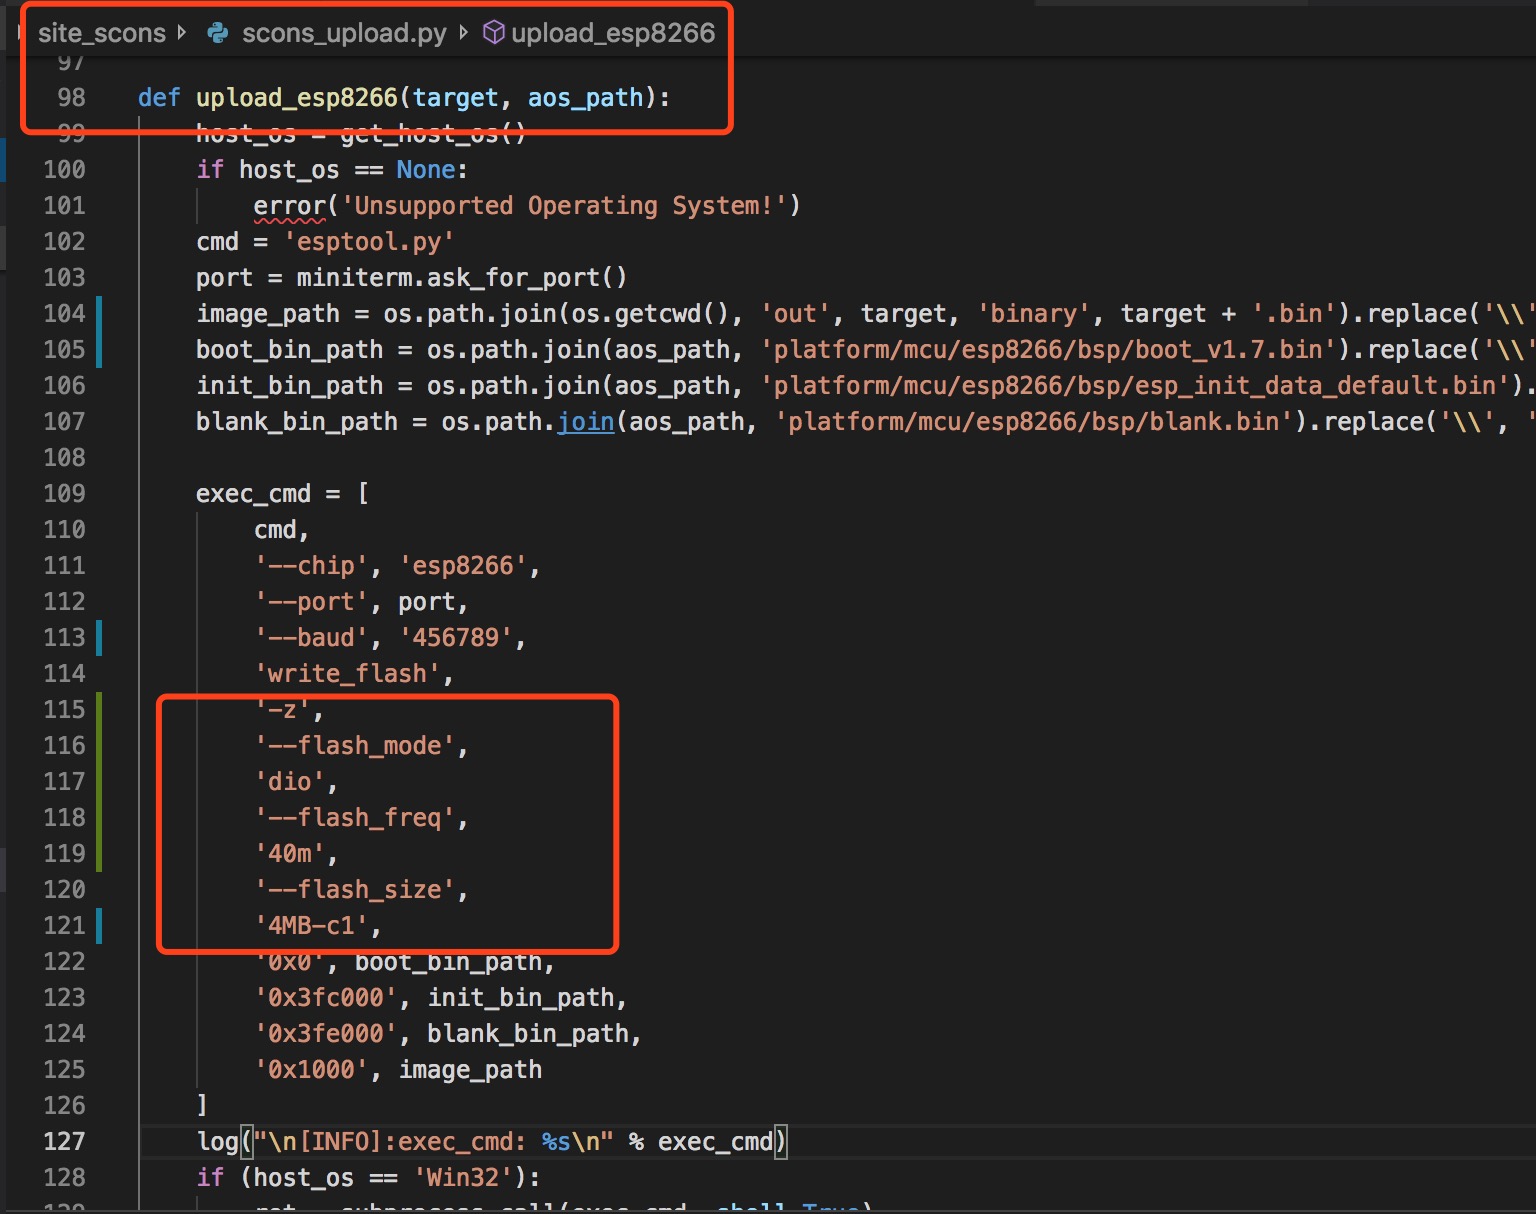 site_scons scons_upload.py upload_esp8266
97
98 def upload_esp8266(target, aos_path):
99 host_os = get_host_os()
100 if host_os == None:
101 error('Unsupported Operating System!')
102 cmd = 'esptool.py'
103 port = miniterm.ask_for_port()
104 image_path = os.path.join(os.getcwd(), 'out', target, 'binary', target + '.bin').replace('\\'
105 boot_bin_path = os.path.join(aos_path, 'platform/mcu/esp8266/bsp/boot_v1.7.bin').replace('\\'
106 init_bin_path = os.path.join(aos_path, 'platform/mcu/esp8266/bsp/esp_init_data_default.bin').
107 blank_bin_path = os.path.join(aos_path, 'platform/mcu/esp8266/bsp/blank.bin').replace('\\', '
108
109 exec_cmd = [
110 cmd,
111 '--chip', 'esp8266',
112 '--port', port,
113 '--baud', '456789',
114 'write_flash',
115 '-z',
116 '--flash_mode',
117 'dio',
118 '--flash_freq',
119 '40m',
120 '--flash_size',
121 '4MB-c1',
122 '0x0', boot_bin_path,
123 '0x3fc000', init_bin_path,
124 '0x3fe000', blank_bin_path,
125 '0x1000', image_path
126 ]
127 log("\n[INFO]:exec_cmd: %s\n" % exec_cmd)
128 if (host_os == 'Win32'):
129 ret = subprocess.call(exec_cmd, shell=True)